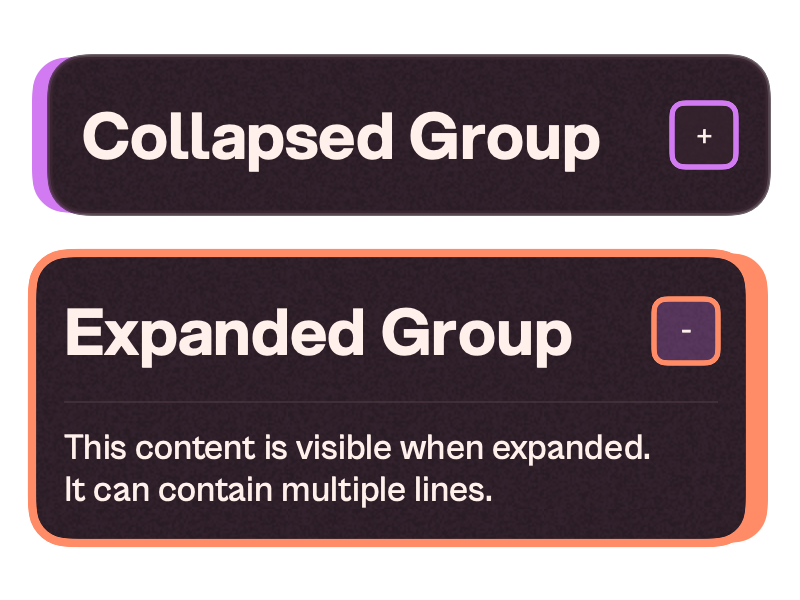 Collapsed Group
+
Expanded Group
-
This content is visible when expanded.
It can contain multiple lines.